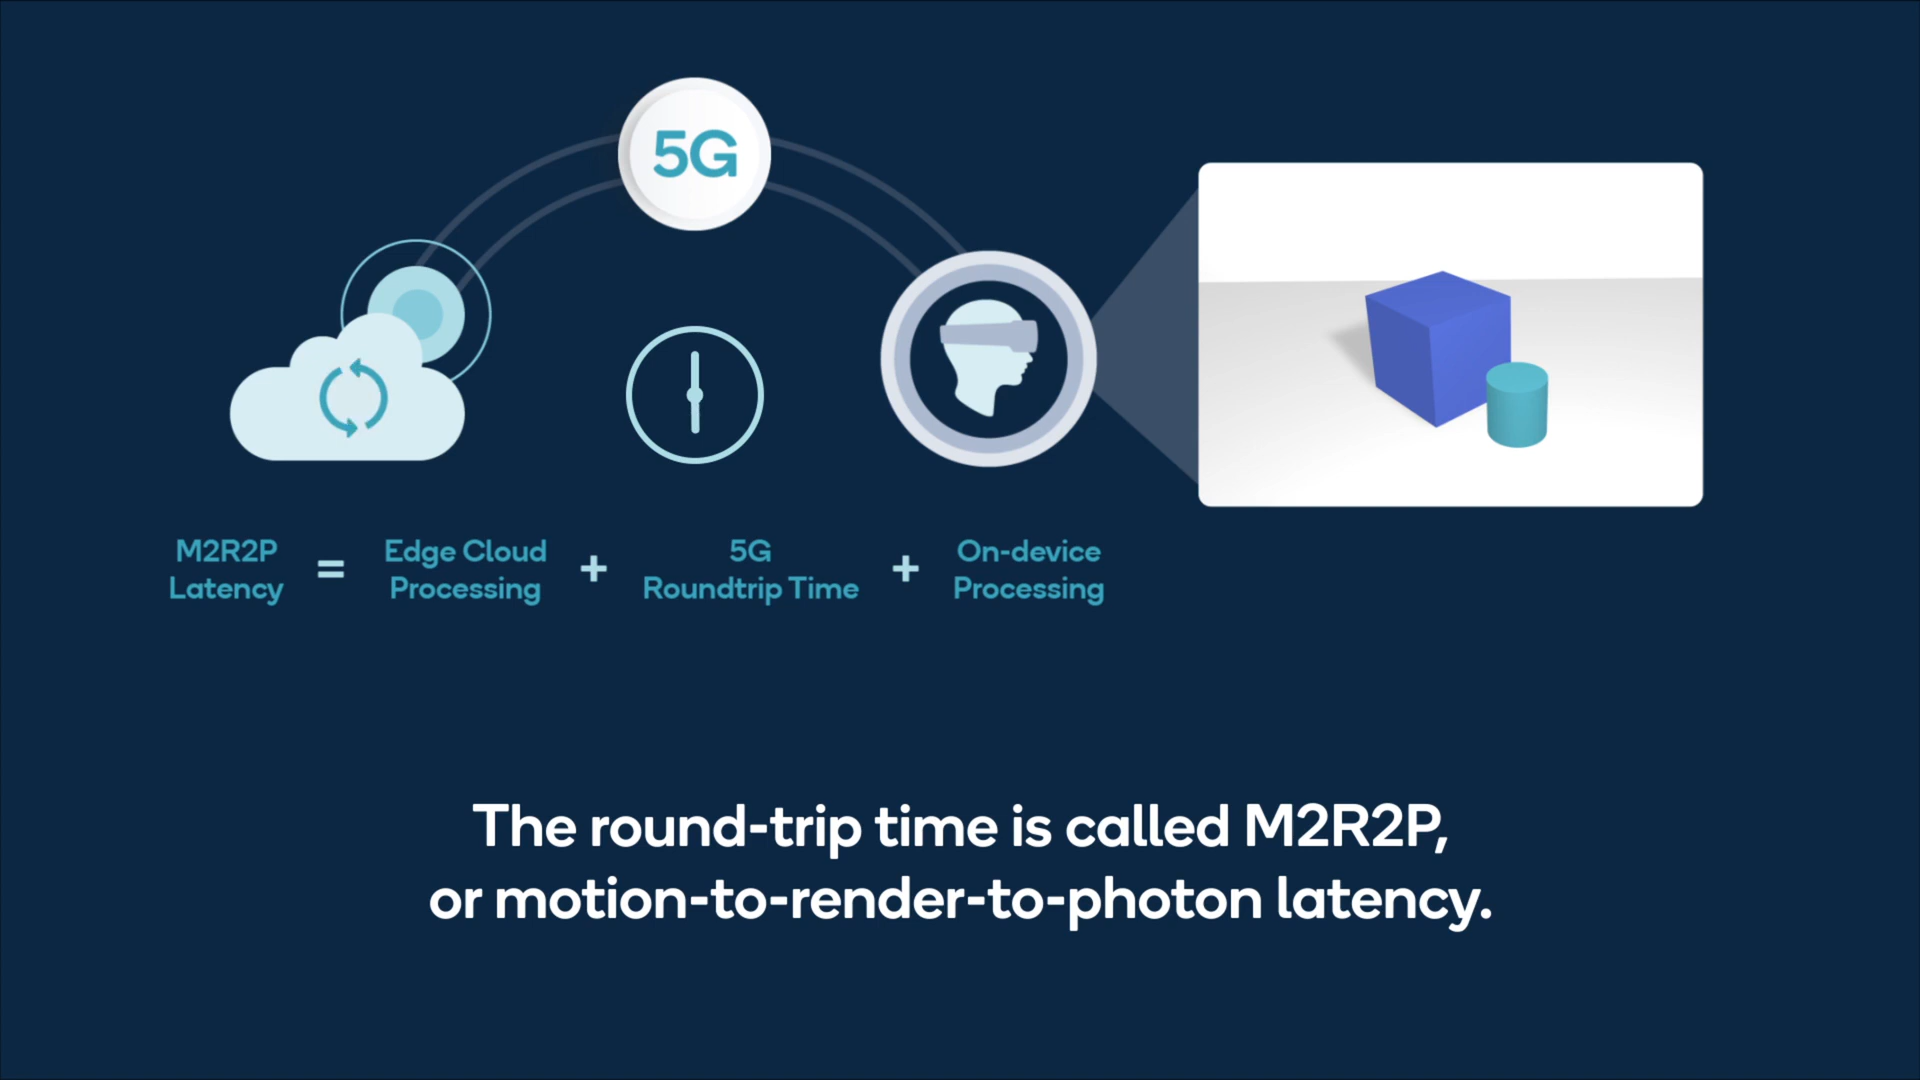 5G
M2R2P
Latency
=
Edge Cloud
Processing
+
5G
Roundtrip Time
+
On-device
Processing
The round-trip time is called M2R2P,
or motion-to-render-to-photon latency.